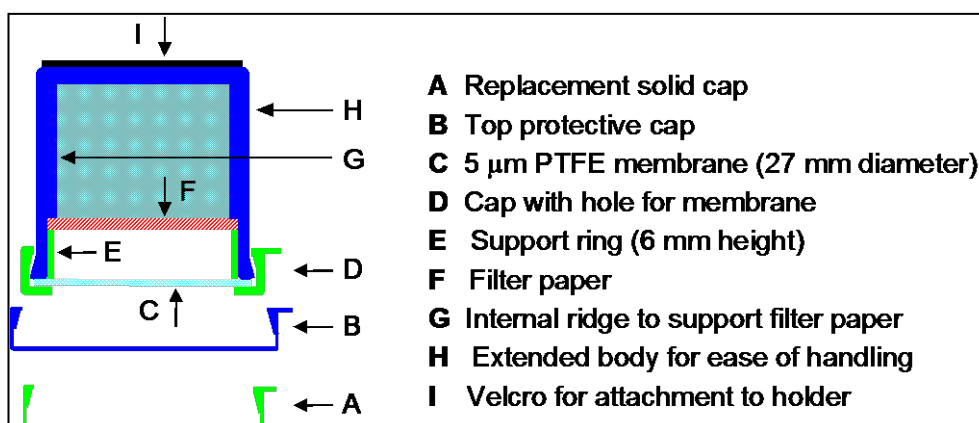 I
H
G
F
E
D
C
B
A
A Replacement solid cap
B Top protective cap
C 5 μm PTFE membrane (27 mm diameter)
D Cap with hole for membrane
E Support ring (6 mm height)
F Filter paper
G Internal ridge to support filter paper
H Extended body for ease of handling
I Velcro for attachment to holder